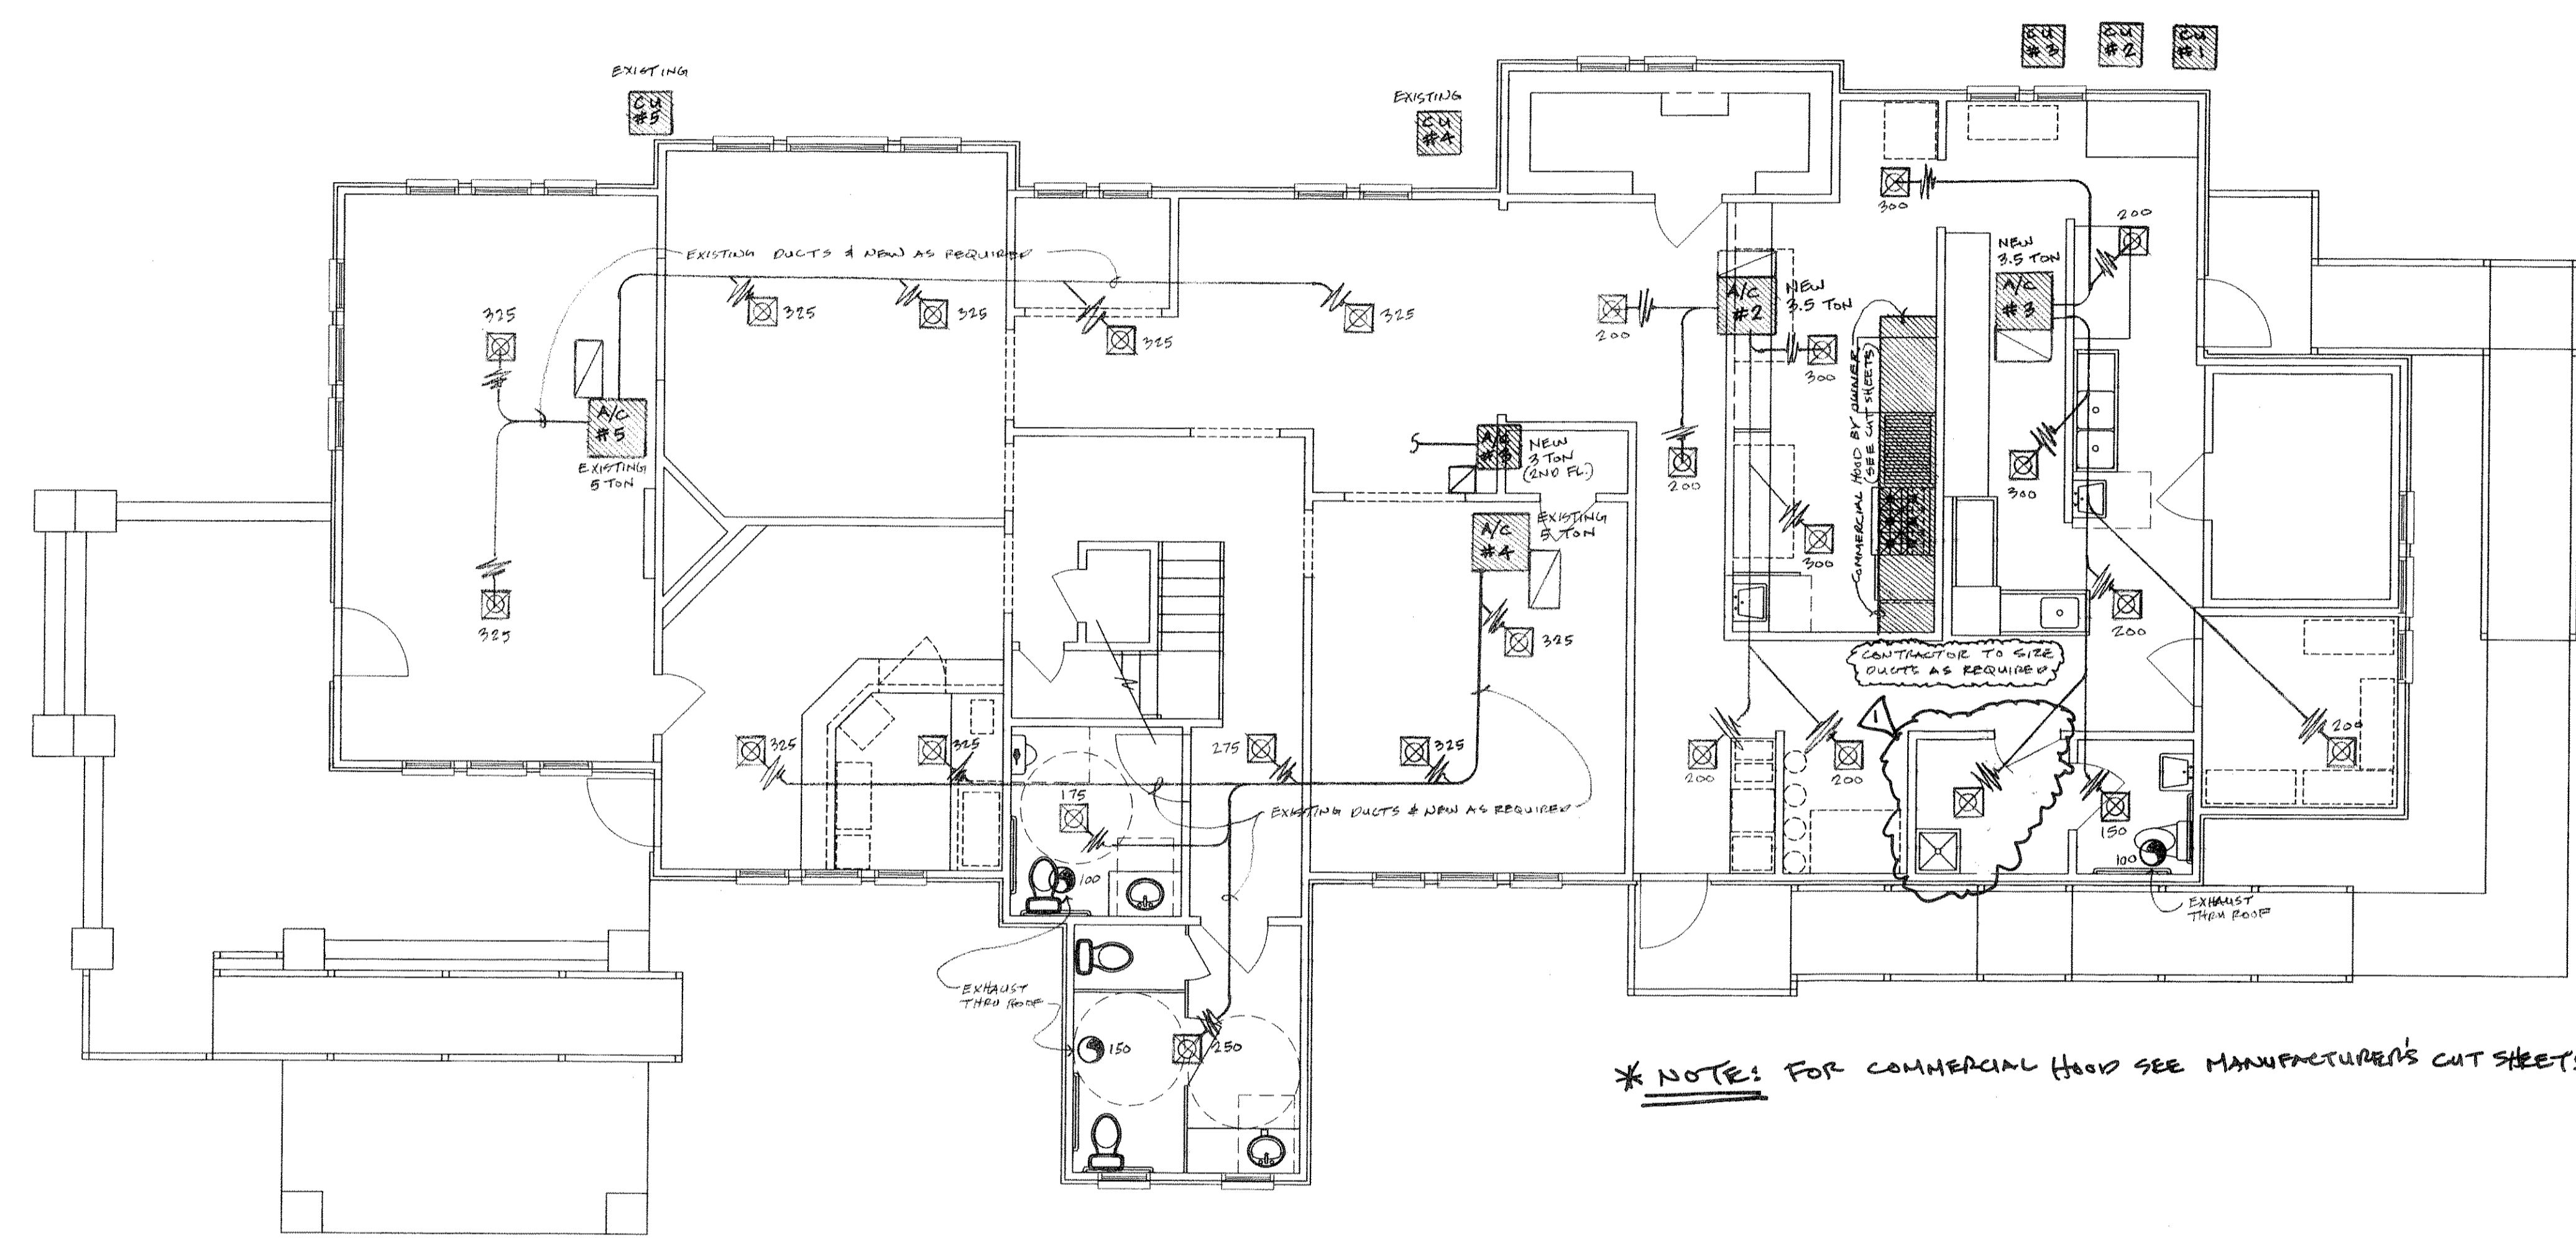 EXISTING
CU
#5
EXISTING
CU
#4
CU
#3
CU
#2
CU
#1
300
200
NEW
3.5 TON
A/C
#3
EXISTING DUCTS & NEW AS REQUIRED
325
325
325
325
325
200
A/C
#2
NEW
3.5 TON
300
A/C
#5
EXISTING
5 TON
NEW
3 TON
(2ND FL.)
200
300
COMMERCIAL HOOD BY OWNER
(SEE CUT SHEETS)
EXISTING
5 TON
A/C
#4
300
325
325
200
CONTRACTOR TO SIZE
DUCTS AS REQUIRED
1
325
325
275
325
200
200
200
175
EXISTING DUCTS & NEW AS REQUIRED
150
100
100
EXHAUST
THRU ROOF
EXHAUST
THRU ROOF
150
250
* NOTE: FOR COMMERCIAL HOOD SEE MANUFACTURER'S CUT SHEETS